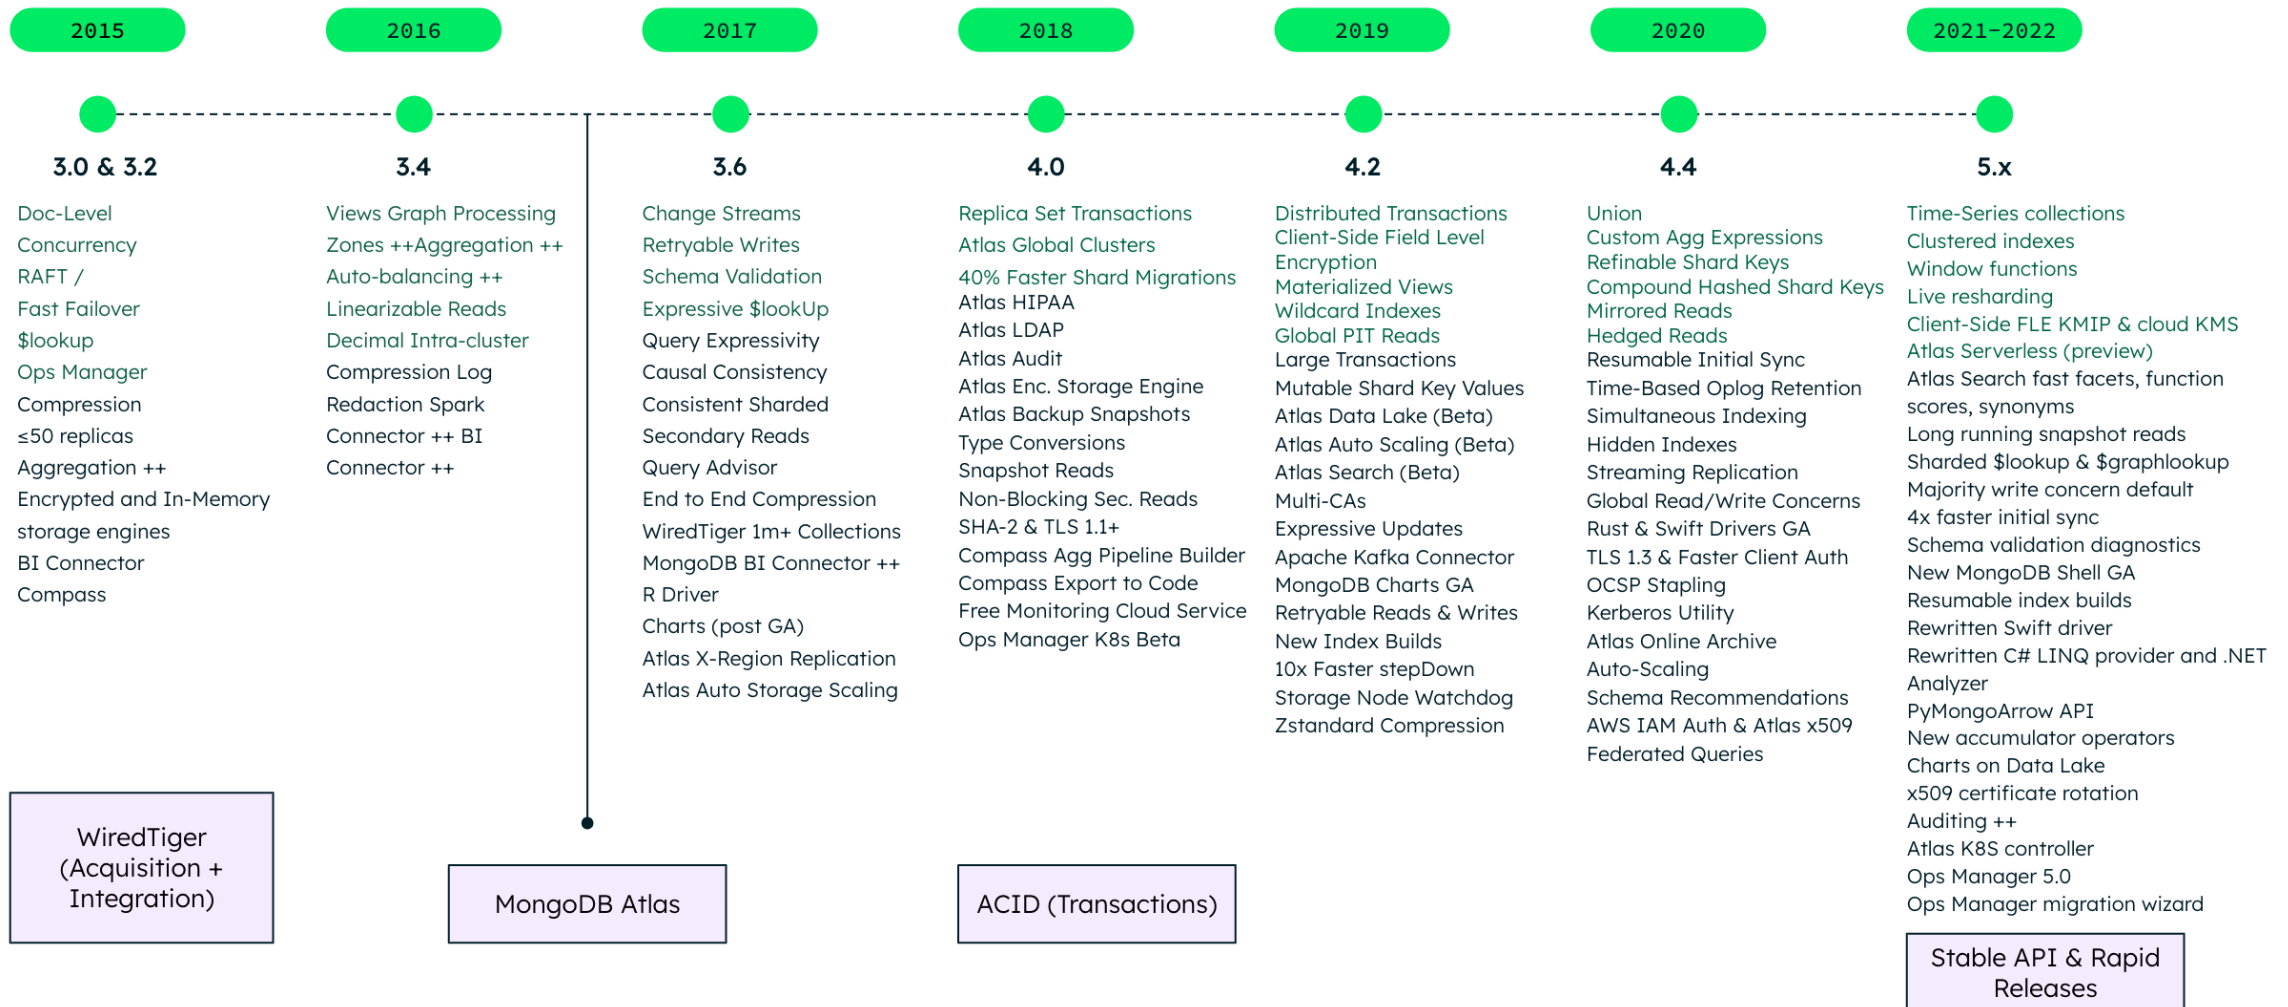 2015
2016
2017
2018
2019
2020
2021-2022
3.0 & 3.2
Doc-Level
Concurrency
RAFT /
Fast Failover
$lookup
Ops Manager
Compression
≤50 replicas
Aggregation ++
Encrypted and In-Memory
storage engines
BI Connector
Compass
WiredTiger
(Acquisition +
Integration)
3.4
Views Graph Processing
Zones ++Aggregation ++
Auto-balancing ++
Linearizable Reads
Decimal Intra-cluster
Compression Log
Redaction Spark
Connector ++ BI
Connector ++
MongoDB Atlas
3.6
Change Streams
Retryable Writes
Schema Validation
Expressive $lookUp
Query Expressivity
Causal Consistency
Consistent Sharded
Secondary Reads
Query Advisor
End to End Compression
WiredTiger 1m+ Collections
MongoDB BI Connector ++
R Driver
Charts (post GA)
Atlas X-Region Replication
Atlas Auto Storage Scaling
4.0
Replica Set Transactions
Atlas Global Clusters
40% Faster Shard Migrations
Atlas HIPAA
Atlas LDAP
Atlas Audit
Atlas Enc. Storage Engine
Atlas Backup Snapshots
Type Conversions
Snapshot Reads
Non-Blocking Sec. Reads
SHA-2 & TLS 1.1+
Compass Agg Pipeline Builder
Compass Export to Code
Free Monitoring Cloud Service
Ops Manager K8s Beta
ACID (Transactions)
4.2
Distributed Transactions
Client-Side Field Level
Encryption
Materialized Views
Wildcard Indexes
Global PIT Reads
Large Transactions
Mutable Shard Key Values
Atlas Data Lake (Beta)
Atlas Auto Scaling (Beta)
Atlas Search (Beta)
Multi-CAs
Expressive Updates
Apache Kafka Connector
MongoDB Charts GA
Retryable Reads & Writes
New Index Builds
10x Faster stepDown
Storage Node Watchdog
Zstandard Compression
4.4
Union
Custom Agg Expressions
Refinable Shard Keys
Compound Hashed Shard Keys
Mirrored Reads
Hedged Reads
Resumable Initial Sync
Time-Based Oplog Retention
Simultaneous Indexing
Hidden Indexes
Streaming Replication
Global Read/Write Concerns
Rust & Swift Drivers GA
TLS 1.3 & Faster Client Auth
OCSP Stapling
Kerberos Utility
Atlas Online Archive
Auto-Scaling
Schema Recommendations
AWS IAM Auth & Atlas x509
Federated Queries
5.x
Time-Series collections
Clustered indexes
Window functions
Live resharding
Client-Side FLE KMIP & cloud KMS
Atlas Serverless (preview)
Atlas Search fast facets, function
scores, synonyms
Long running snapshot reads
Sharded $lookup & $graphlookup
Majority write concern default
4x faster initial sync
Schema validation diagnostics
New MongoDB Shell GA
Resumable index builds
Rewritten Swift driver
Rewritten C# LINQ provider and .NET
Analyzer
PyMongoArrow API
New accumulator operators
Charts on Data Lake
x509 certificate rotation
Auditing ++
Atlas K8S controller
Ops Manager 5.0
Ops Manager migration wizard
Stable API & Rapid
Releases